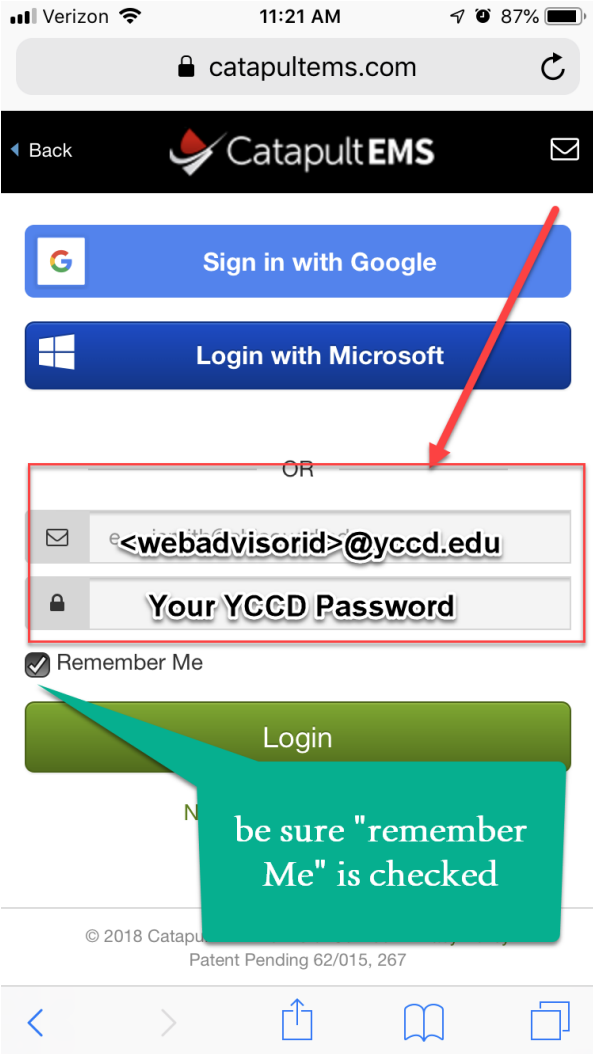 Verizon 11:21 AM 87%
catapultems.com
Back CatapultEMS
G Sign in with Google
Login with Microsoft
OR
<webadvisorid>@yccd.edu
Your YCCD Password
Remember Me
Login
N
be sure "remember
Me" is checked
© 2018 Catapu
Patent Pending 62/015, 267